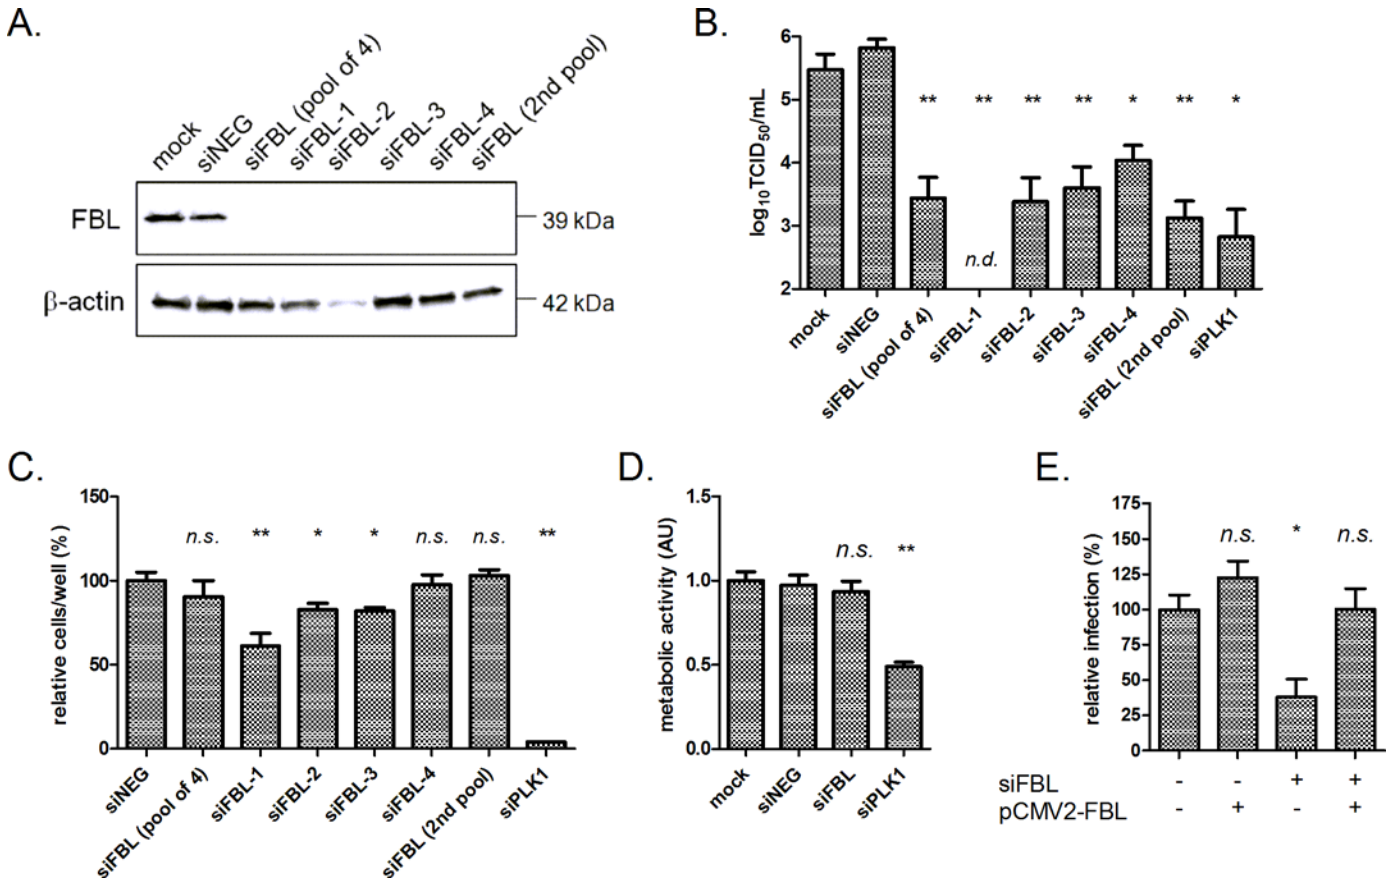 A.
mock
siNEG
siFBL (pool of 4)
siFBL-1
siFBL-2
siFBL-3
siFBL-4
siFBL (2nd pool)
FBL
39 kDa
β-actin
42 kDa
B.
log10TCID50/mL
6
5
4
3
2
** ** ** ** * ** *
n.d.
mock
siNEG
siFBL (pool of 4)
siFBL-1
siFBL-2
siFBL-3
siFBL-4
siFBL (2nd pool)
siPLK1
C.
relative cells/well (%)
150
100
50
0
n.s. ** * * n.s. n.s. **
siNEG
siFBL (pool of 4)
siFBL-1
siFBL-2
siFBL-3
siFBL-4
siFBL (2nd pool)
siPLK1
D.
metabolic activity (AU)
1.5
1.0
0.5
0.0
n.s. **
mock
siNEG
siFBL
siPLK1
E.
relative infection (%)
175
150
125
100
75
50
25
0
n.s. * n.s.
siFBL - - + +
pCMV2-FBL - + - +